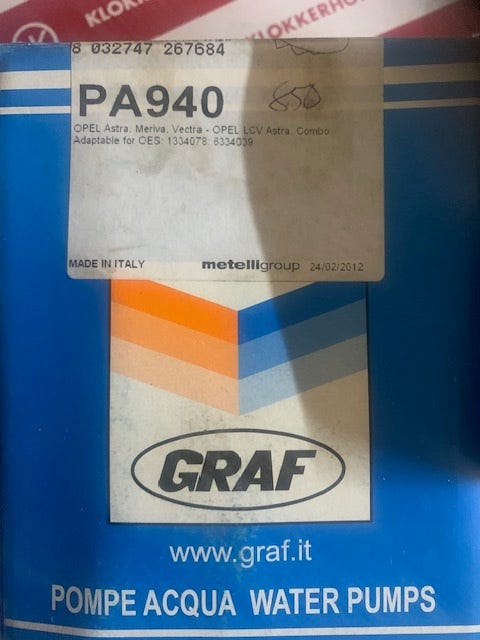 KLOKKERHO
8 032747 267684
PA940
850
OPEL Astra, Meriva, Vectra - OPEL LCV Astra, Combo
Adaptable for OES: 1334078; 6334039
MADE IN ITALY
metelligroup 24/02/2012
GRAF
www.graf.it
POMPE ACQUA WATER PUMPS